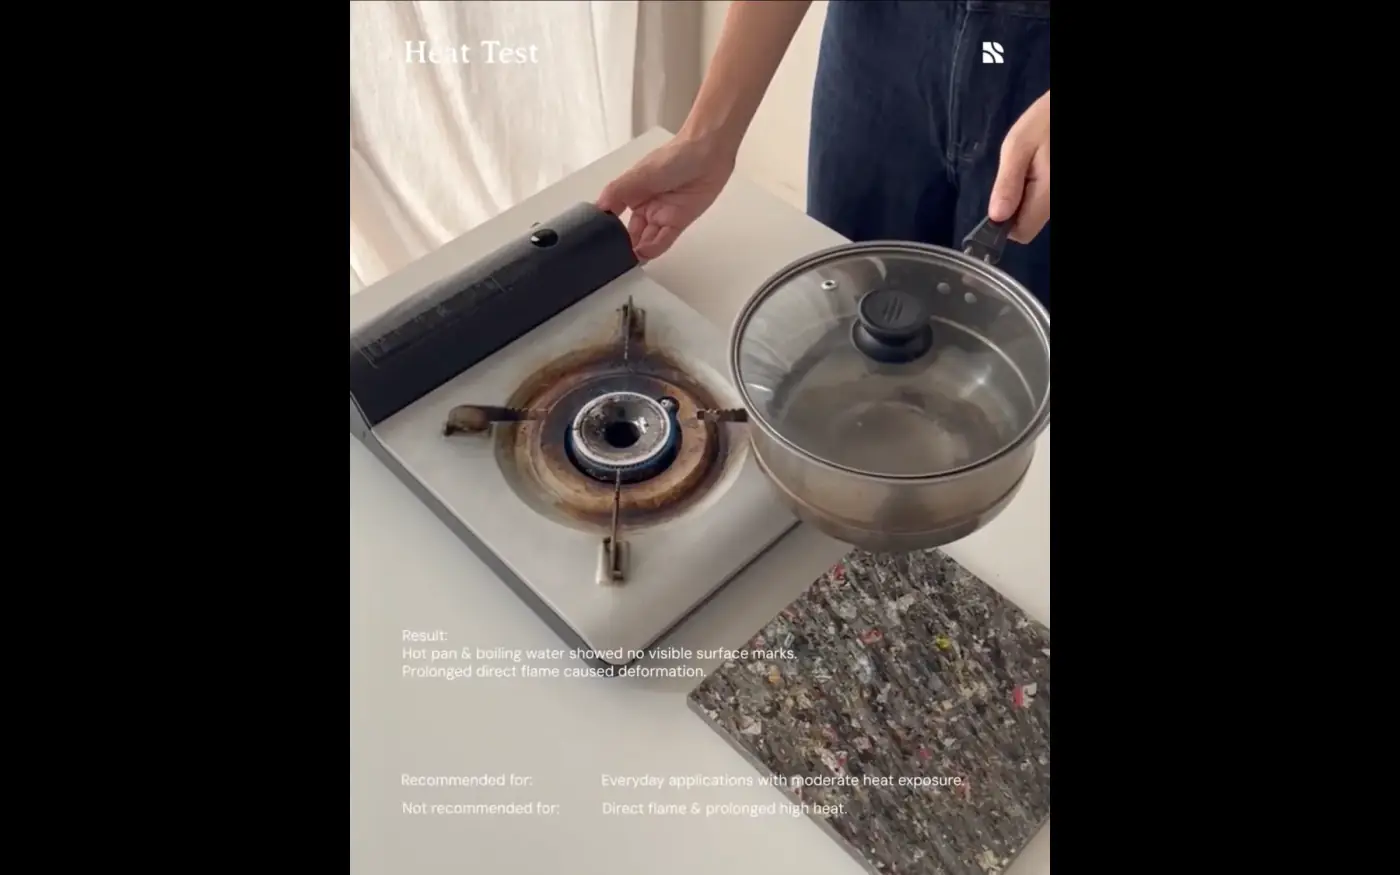 Heat Test
Result:
Hot pan & boiling water showed no visible surface marks.
Prolonged direct flame caused deformation.
Recommended for: Everyday applications with moderate heat exposure.
Not recommended for: Direct flame & prolonged high heat.